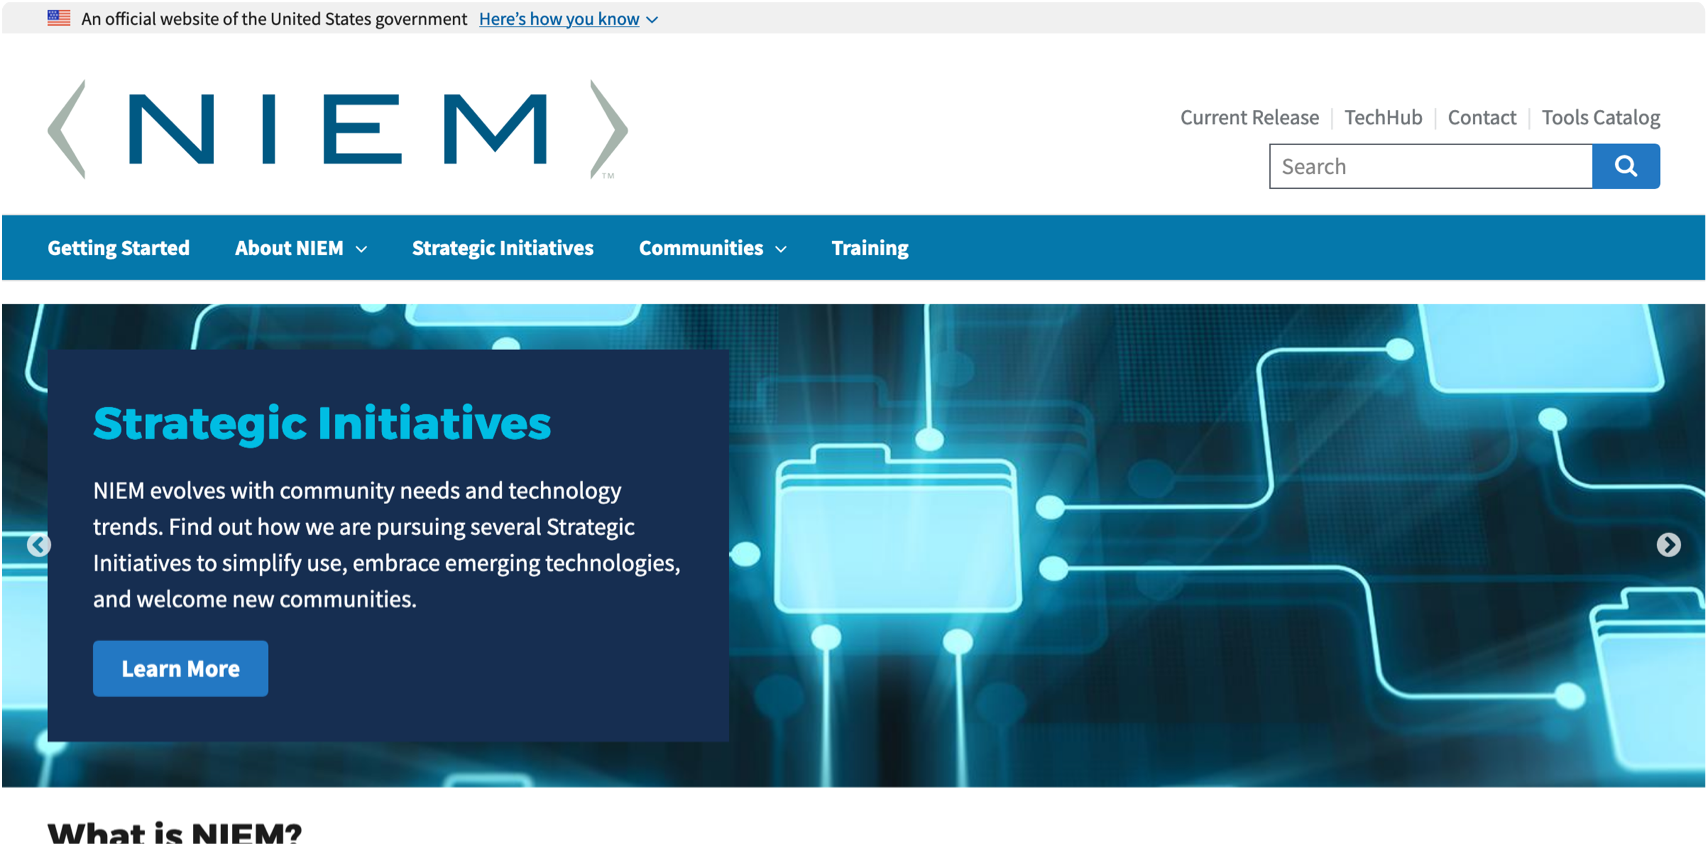 An official website of the United States government Here's how you know
NIEM
TM
Current Release
TechHub
Contact
Tools Catalog
Search
Getting Started
About NIEM
Strategic Initiatives
Communities
Training
Strategic Initiatives
NIEM evolves with community needs and technology
trends. Find out how we are pursuing several Strategic
Initiatives to simplify use, embrace emerging technologies,
and welcome new communities.
Learn More
What is NIEM?